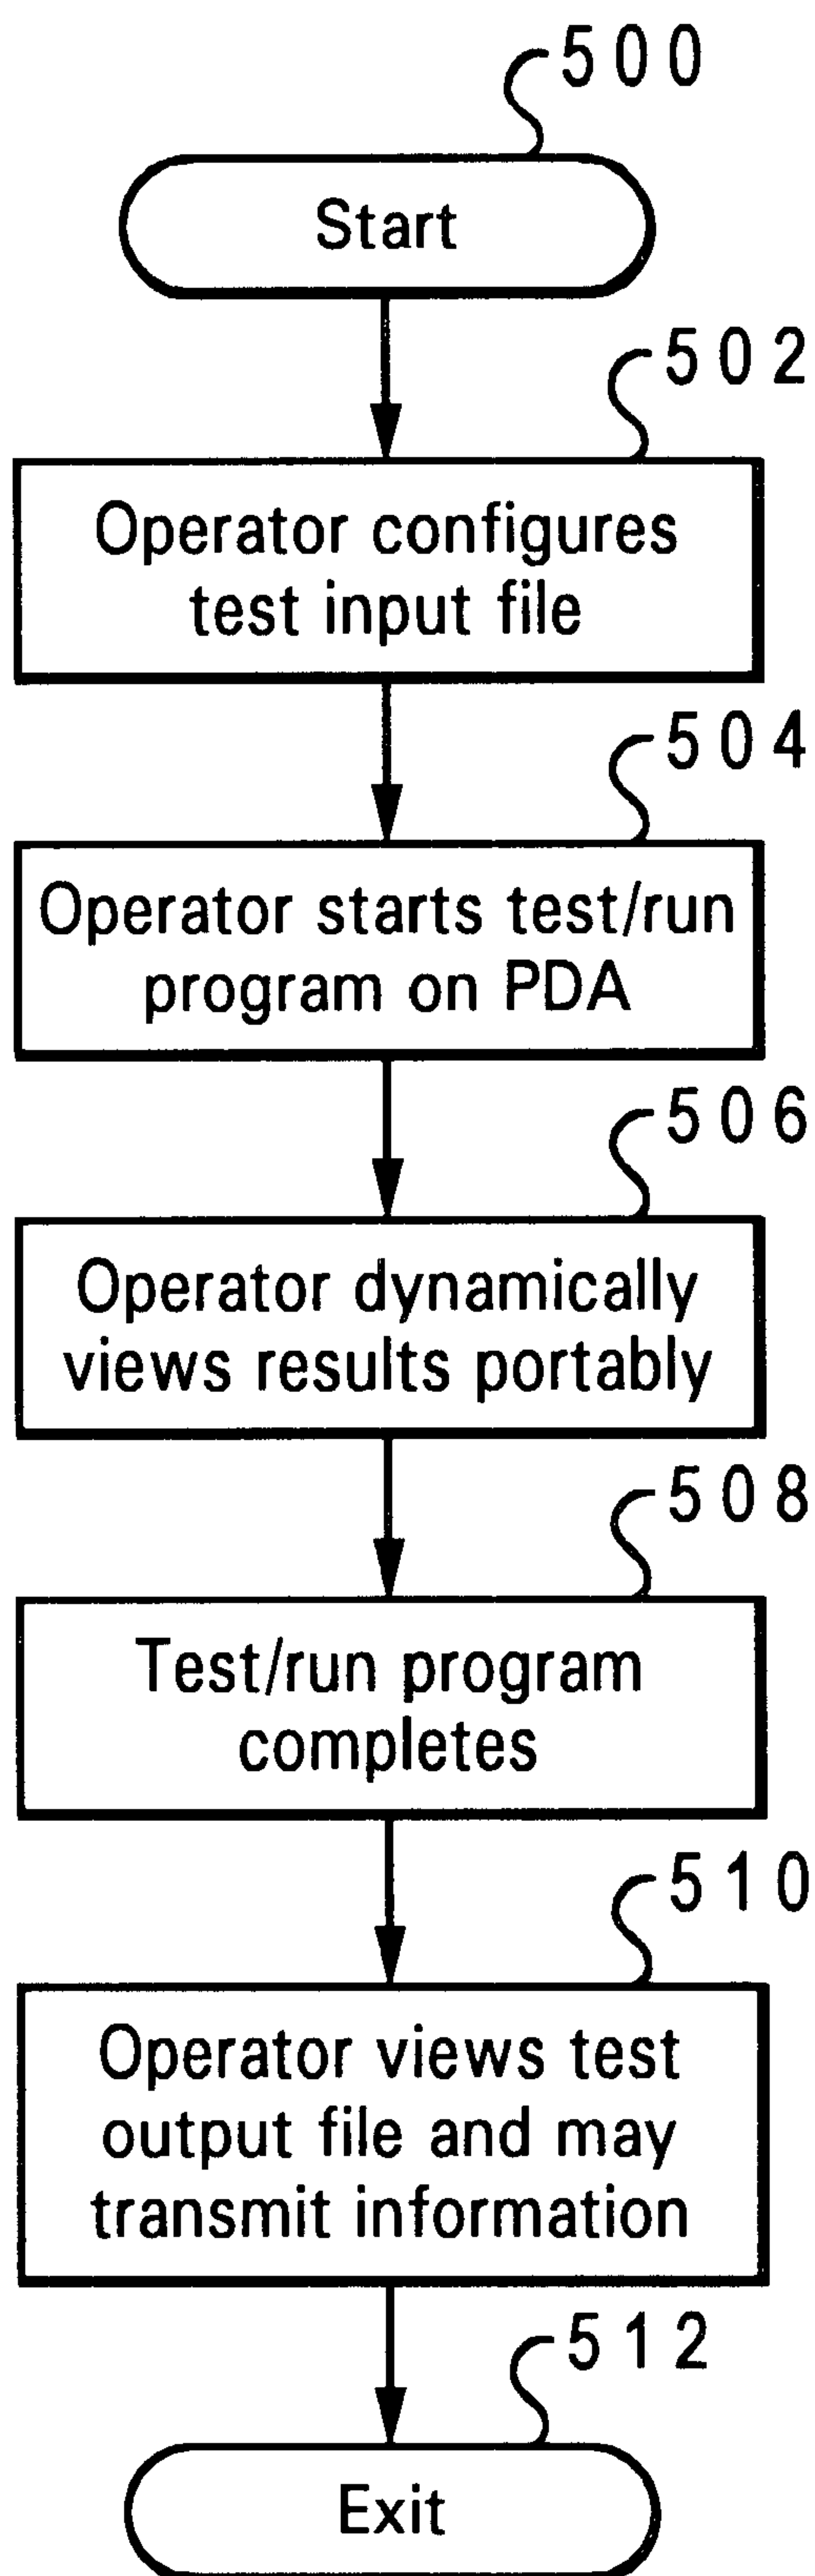 500
Start
502
Operator configures
test input file
504
Operator starts test/run
program on PDA
506
Operator dynamically
views results portably
508
Test/run program
completes
510
Operator views test
output file and may
transmit information
512
Exit